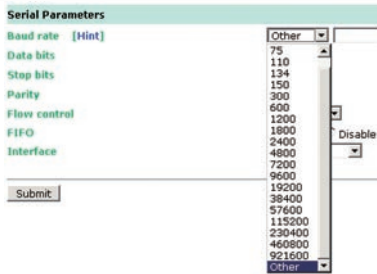 Serial Parameters
Baud rate [Hint] Other
Data bits
Stop bits
Parity
Flow control
FIFO Disable
Interface
75
110
134
150
300
600
1200
1800
2400
4800
7200
9600
19200
38400
57600
115200
230400
460800
921600
Other
Submit